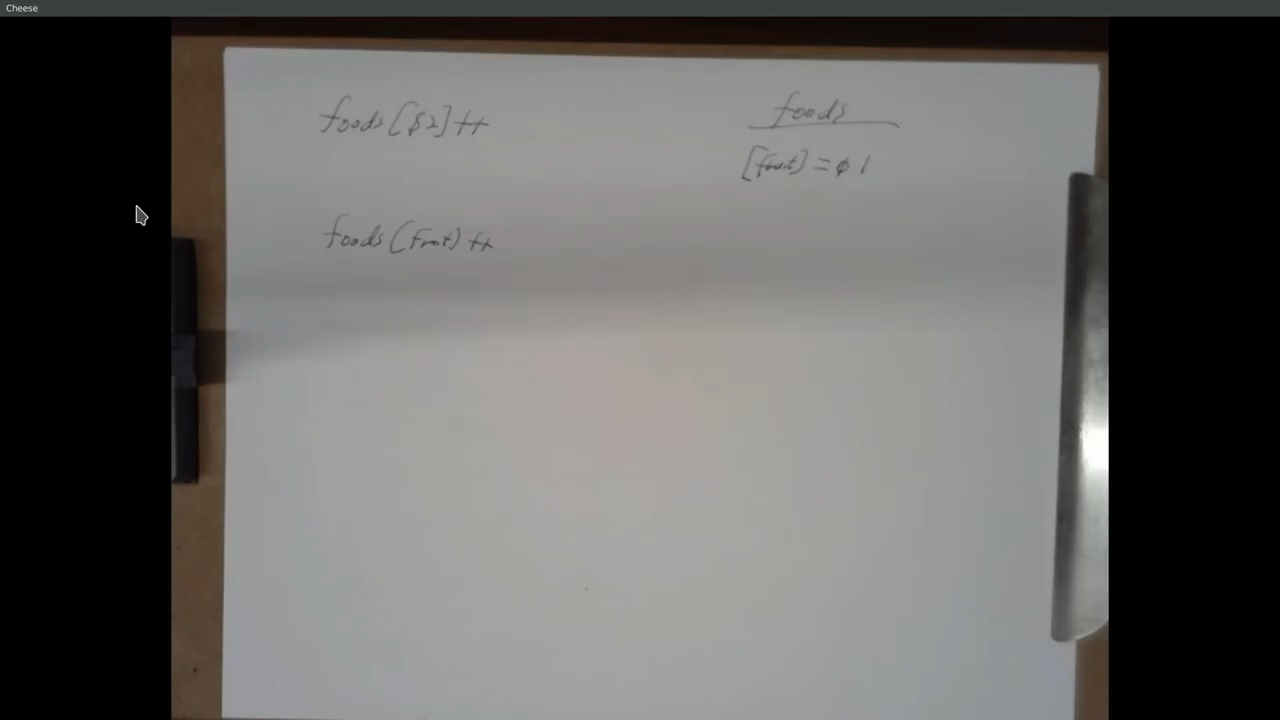 Cheese
foods[$2]++
foods
[fruit] = 0 1
foods(fruit)++